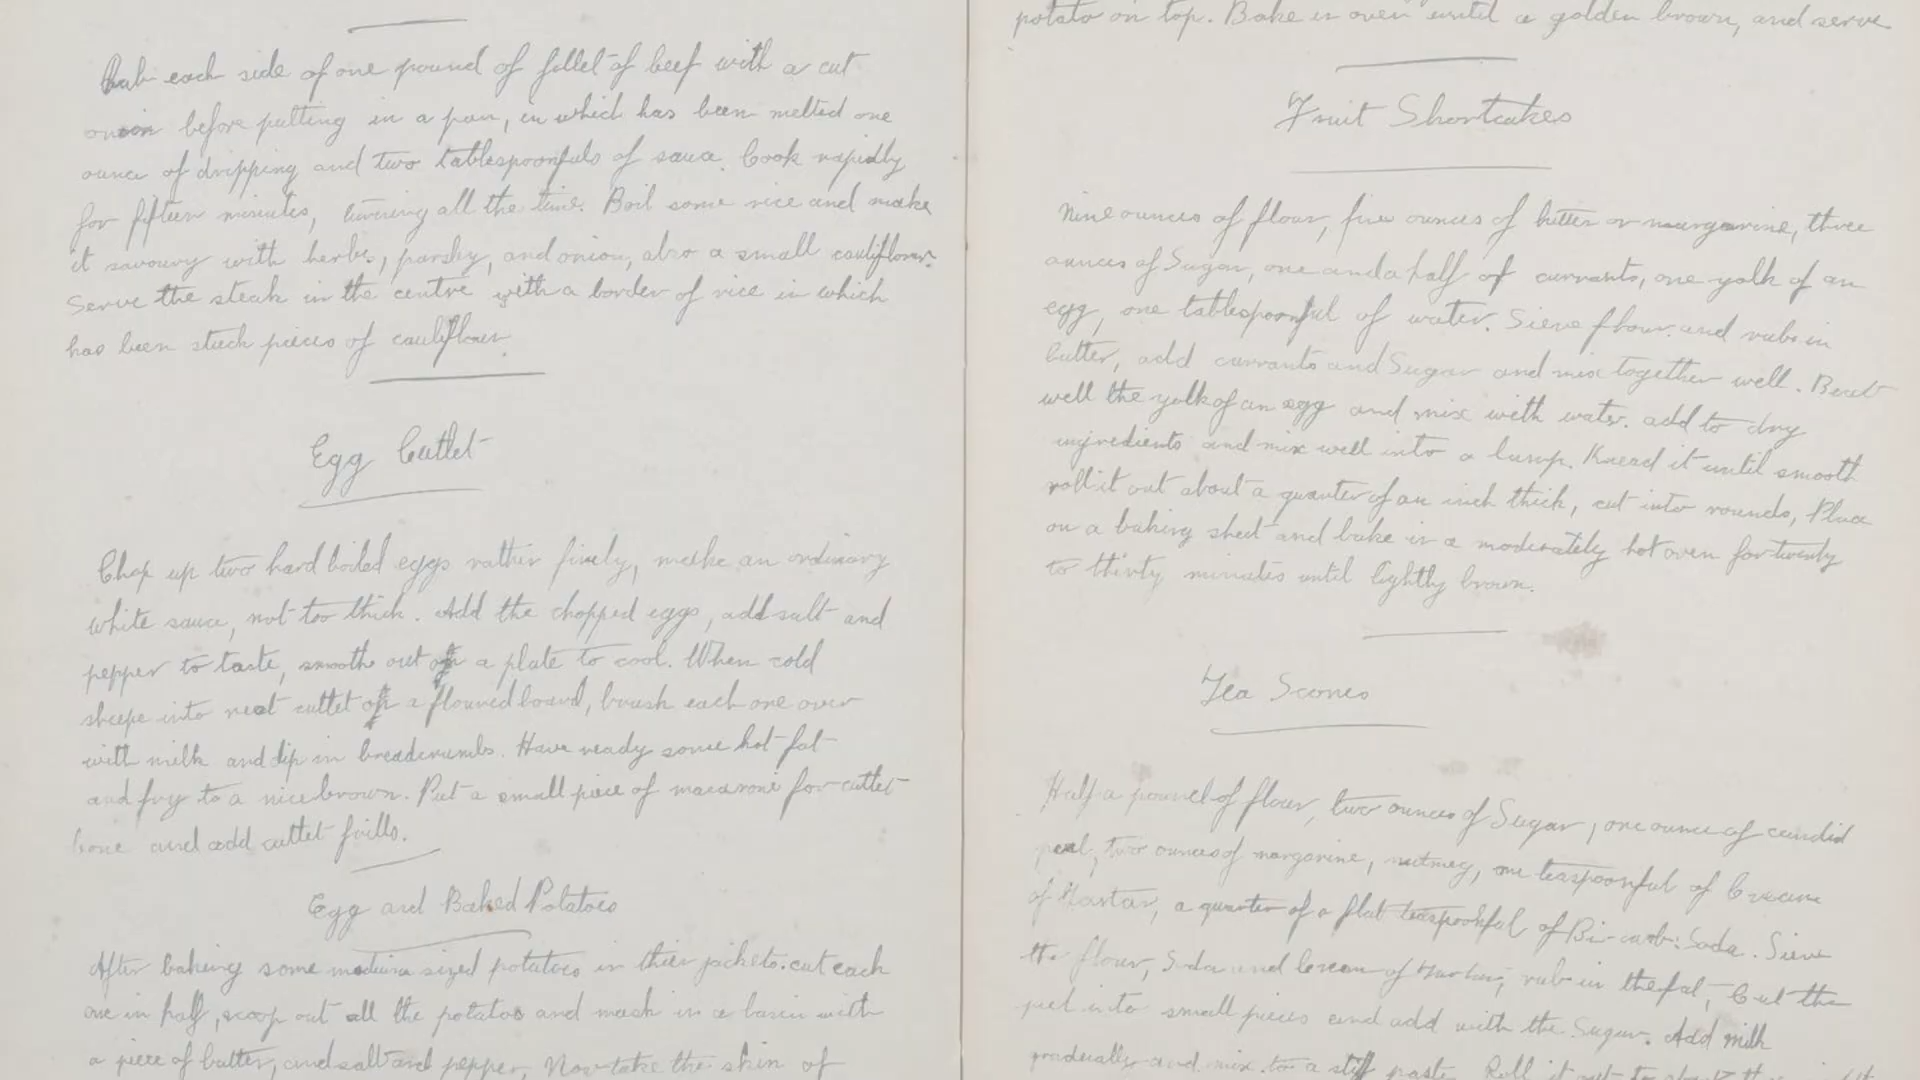 Rub each side of one pound of fillet of beef with a cut
onion before putting in a pan, in which has been melted one
ounce of dripping and two tablespoonfuls of sauce. Cook rapidly
for fifteen minutes, turning all the time. Boil some rice and make
it savoury with herbs, parsley, and onion, also a small cauliflower.
Serve the steak in the centre with a border of rice in which
has been stuck pieces of cauliflower.
Egg Cutlet
Chop up two hard boiled eggs rather finely, make an ordinary
white sauce, not too thick. Add the chopped eggs, add salt and
pepper to taste, smooth out on a plate to cool. When cold
shape into neat cutlet on a floured board, brush each one over
with milk and dip in breadcrumbs. Have ready some hot fat
and fry to a nice brown. Put a small piece of macaroni for cutlet
bone and add cutlet frills.
Egg and Baked Potatoes
After baking some medium sized potatoes in their jackets. cut each
one in half, scoop out all the potatoe and mash in a basin with
a piece of butter, and salt and pepper. Now take the skin of
potato on top. Bake in oven until a golden brown, and serve
Fruit Shortcakes
Nine ounces of flour, five ounces of butter or margarine, three
ounces of Sugar, one and a half of currants, one yolk of an
egg, one tablespoonful of water. Sieve flour and rub in
butter, add currants and Sugar and mix together well. Beat
well the yolk of an egg and mix with water. add to dry
ingredients and mix well into a lump. Knead it until smooth
roll it out about a quarter of an inch thick, cut into rounds, Place
on a baking sheet and bake in a moderately hot oven for twenty
to thirty minutes until lightly brown.
Tea Scones
Half a pound of flour, two ounces of Sugar, one ounce of candid
peel, two ounces of margarine, nutmeg, one teaspoonful of Cream
of Tartar, a quarter of a flat teaspoonful of Bi-carb: Soda. Sieve
the flour, Soda and Cream of Tartar, rub in the fat, Cut the
peel into small pieces and add with the Sugar. Add milk
gradually and mix to a stiff paste. Roll it out to about